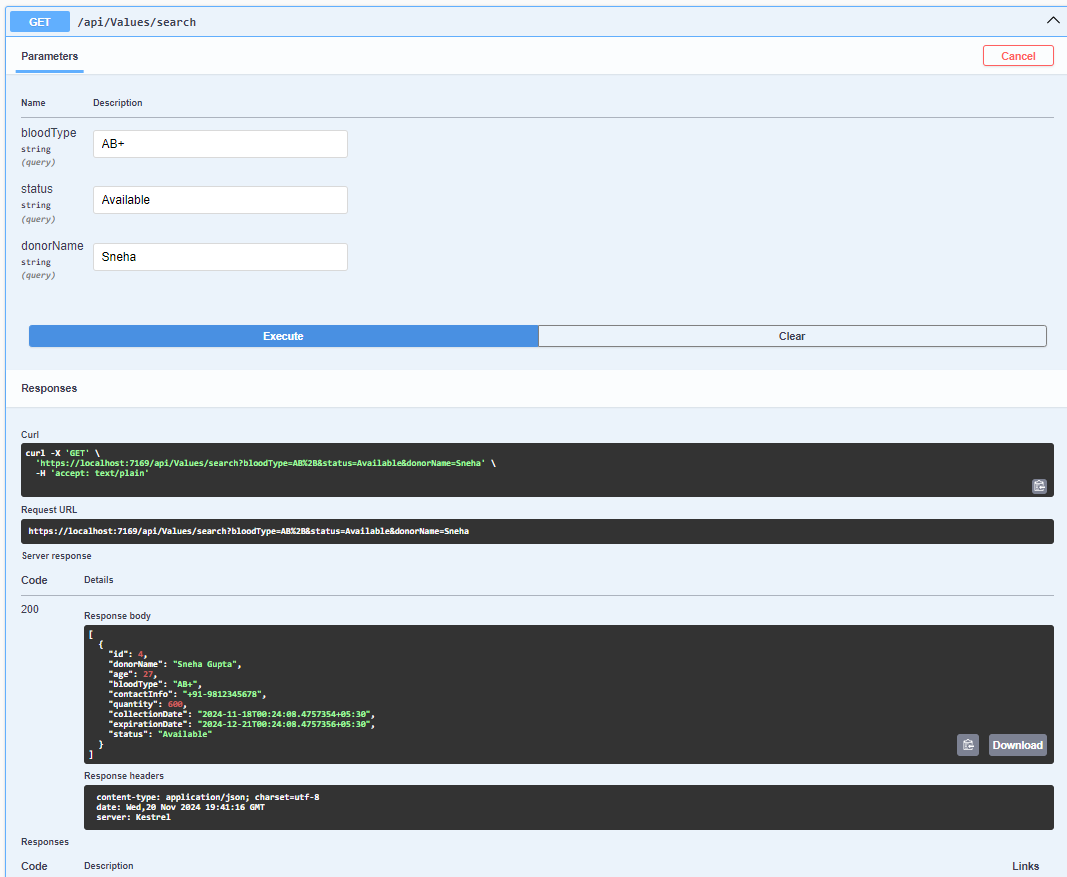 GET /api/Values/search
Parameters
Cancel
Name Description
bloodType
string
(query)
AB+
status
string
(query)
Available
donorName
string
(query)
Sneha
Execute
Clear
Responses
Curl
curl -X 'GET' \
'https://localhost:7169/api/Values/search?bloodType=AB%2B&status=Available&donorName=Sneha' \
-H 'accept: text/plain'
Request URL
https://localhost:7169/api/Values/search?bloodType=AB%2B&status=Available&donorName=Sneha
Server response
Code Details
200
Response body
[
{
"id": 4,
"donorName": "Sneha Gupta",
"age": 27,
"bloodType": "AB+",
"contactInfo": "+91-9812345678",
"quantity": 600,
"collectionDate": "2024-11-18T00:24:08.4757354+05:30",
"expirationDate": "2024-12-21T00:24:08.4757356+05:30",
"status": "Available"
}
]
Download
Response headers
content-type: application/json; charset=utf-8
date: Wed,20 Nov 2024 19:41:16 GMT
server: Kestrel
Responses
Code Description Links